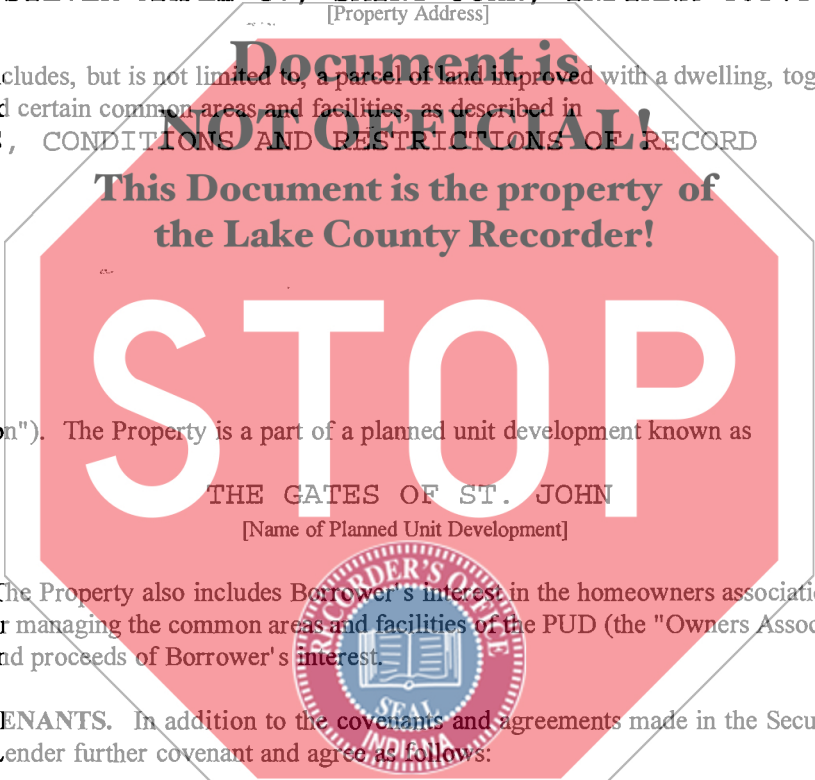 [Property Address]
Document is
cludes, but is not limited to, a parcel of land improved with a dwelling, tog
d certain common areas and facilities, as described in
NOT OFFICIAL!
, CONDITIONS AND RESTRICTIONS OF RECORD
This Document is the property of
the Lake County Recorder!
STOP
on"). The Property is a part of a planned unit development known as
THE GATES OF ST. JOHN
[Name of Planned Unit Development]
The Property also includes Borrower's interest in the homeowners associati
r managing the common areas and facilities of the PUD (the "Owners Assoc
nd proceeds of Borrower's interest.
RECORDER'S OFFICE
SEAL
INDIANA
ENANTS. In addition to the covenants and agreements made in the Secu
Lender further covenant and agree as follows: